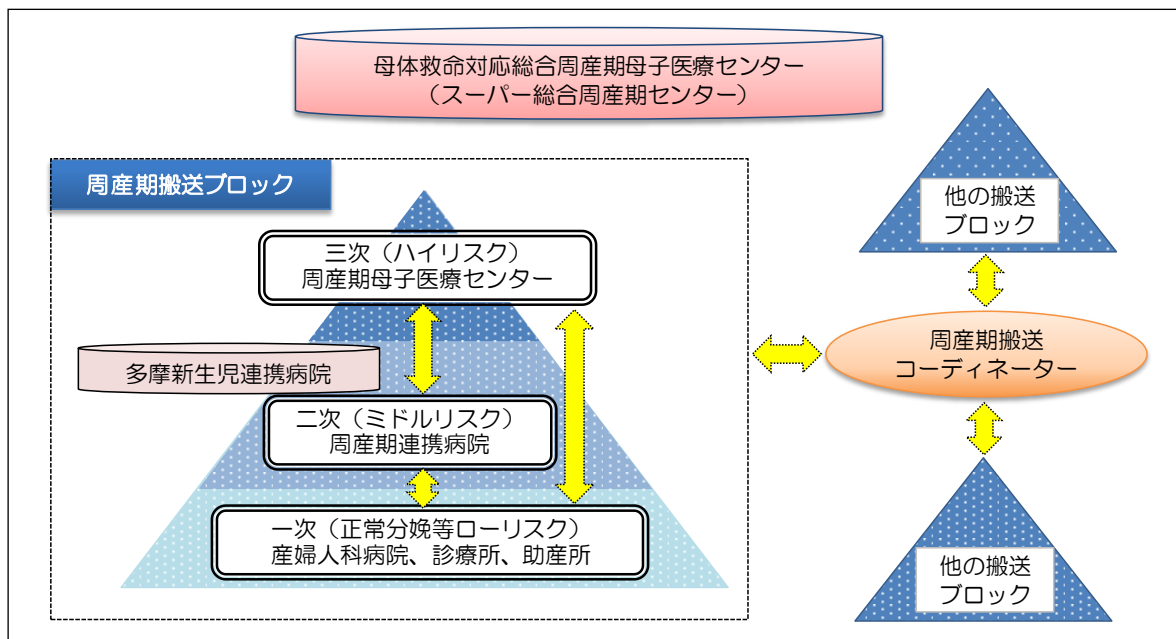 母体救命対応総合周産期母子医療センター
（スーパー総合周産期センター）
周産期搬送ブロック
三次（ハイリスク）
周産期母子医療センター
多摩新生児連携病院
二次（ミドルリスク）
周産期連携病院
一次（正常分娩等ローリスク）
産婦人科病院、診療所、助産所
他の搬送
ブロック
周産期搬送
コーディネーター
他の搬送
ブロック